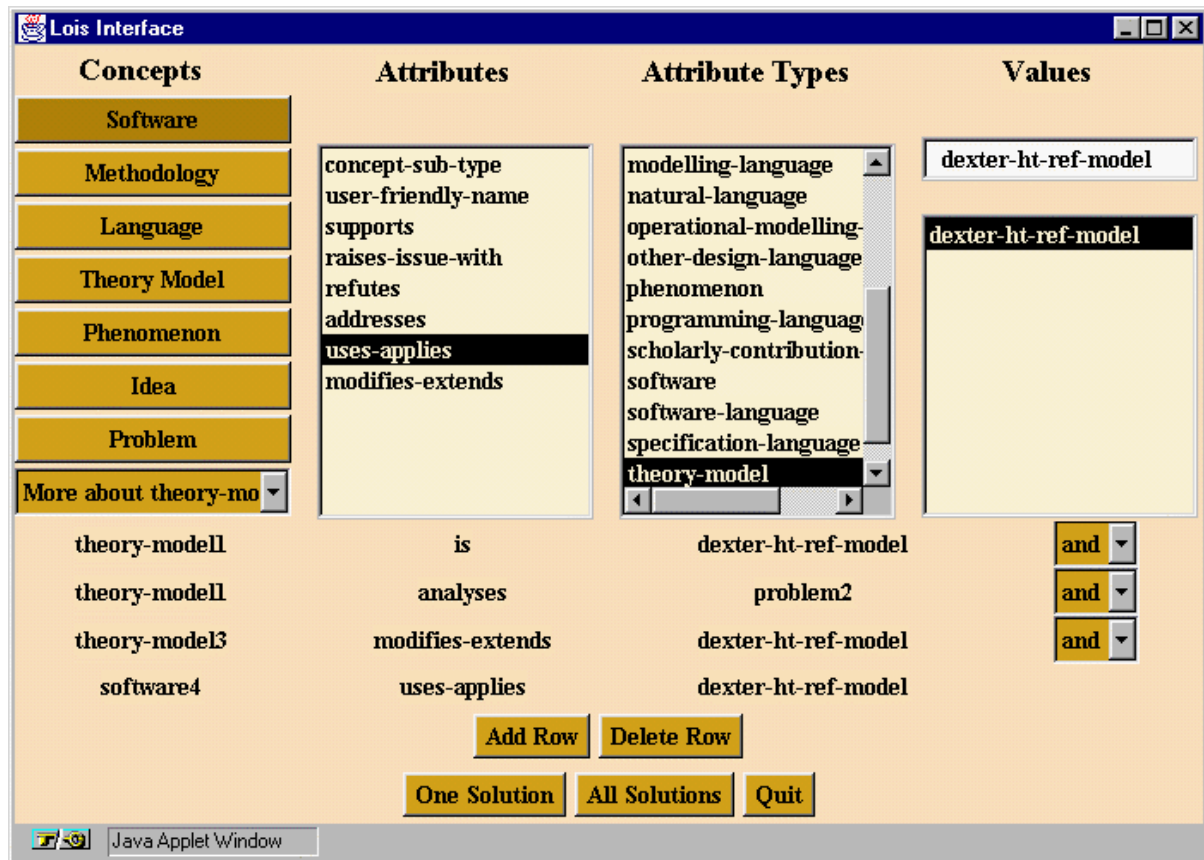 Lois Interface
Concepts
Attributes
Attribute Types
Values
Software
Methodology
Language
Theory Model
Phenomenon
Idea
Problem
More about theory-mo
concept-sub-type
user-friendly-name
supports
raises-issue-with
refutes
addresses
uses-applies
modifies-extends
modelling-language
natural-language
operational-modelling-
other-design-language
phenomenon
programming-languag
scholarly-contribution-
software
software-language
specification-language
theory-model
dexter-ht-ref-model
dexter-ht-ref-model
theory-model1 is dexter-ht-ref-model and
theory-model1 analyses problem2 and
theory-model3 modifies-extends dexter-ht-ref-model and
software4 uses-applies dexter-ht-ref-model
Add Row Delete Row
One Solution All Solutions Quit
Java Applet Window